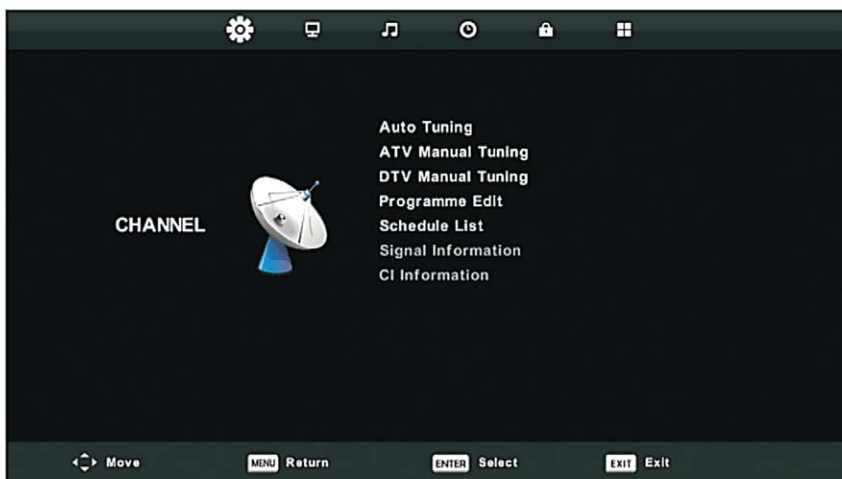 Auto Tuning
ATV Manual Tuning
DTV Manual Tuning
Programme Edit
CHANNEL
Schedule List
Signal Information
CI Information
Move MENU Return ENTER Select EXIT Exit